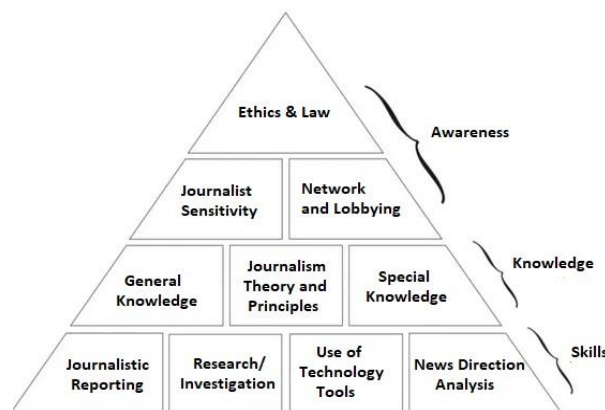 Ethics & Law
Awareness
Journalist
Sensitivity
Network
and Lobbying
General
Knowledge
Journalism
Theory and
Principles
Special
Knowledge
Knowledge
Journalistic
Reporting
Research/
Investigation
Use of
Technology
Tools
News Direction
Analysis
Skills